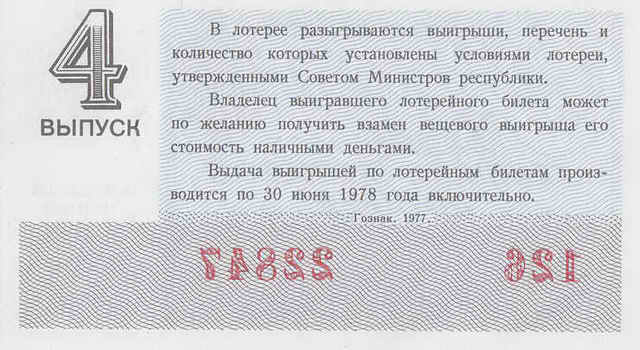 4
ВЫПУСК
В лотерее разыгрываются выигрыши, перечень и
количество которых установлены условиями лотереи,
утвержденными Советом Министров республики.
Владелец выигравшего лотерейного билета может
по желанию получить взамен вещевого выигрыша его
стоимость наличными деньгами.
Выдача выигрышей по лотерейным билетам произ-
водится по 30 июня 1978 года включительно.
Гознак. 1977.
22847 126